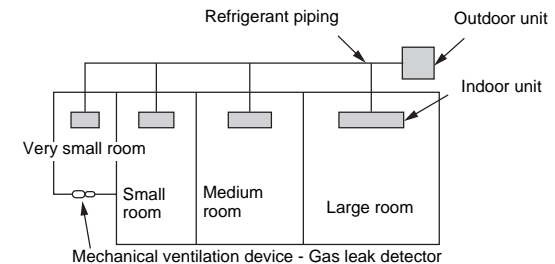 Refrigerant piping
Outdoor unit
Indoor unit
Very small room
Small
room
Medium
room
Large room
Mechanical ventilation device - Gas leak detector